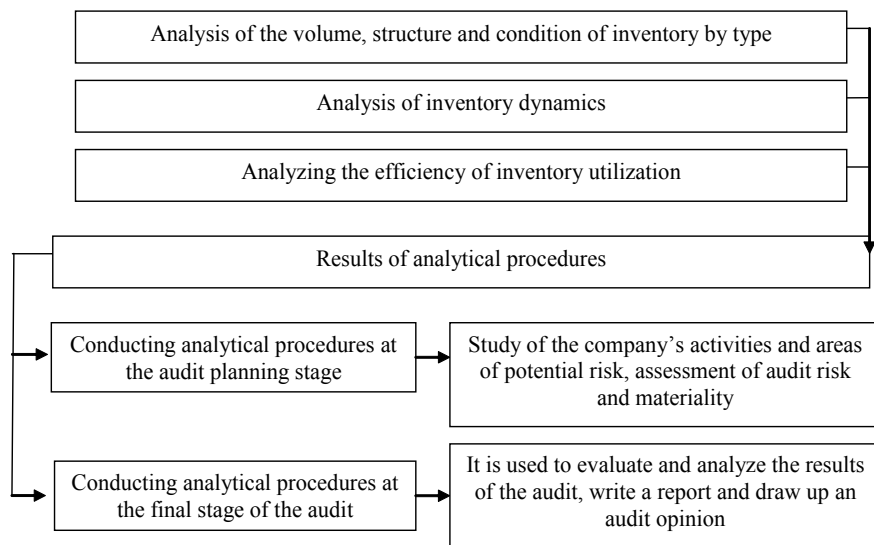 Analysis of the volume, structure and condition of inventory by type
Analysis of inventory dynamics
Analyzing the efficiency of inventory utilization
Results of analytical procedures
Conducting analytical procedures at
the audit planning stage
Study of the company’s activities and areas
of potential risk, assessment of audit risk
and materiality
Conducting analytical procedures at
the final stage of the audit
It is used to evaluate and analyze the results
of the audit, write a report and draw up an
audit opinion